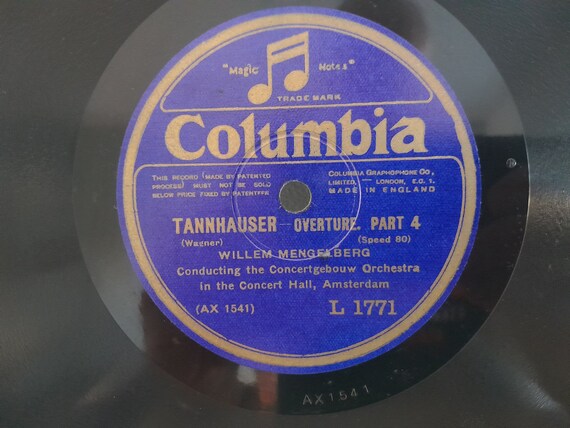 "Magic Notes"
TRADE MARK
Columbia
THIS RECORD (MADE BY PATENTED
PROCESS) MUST NOT BE SOLD
BELOW PRICE FIXED BY PATENTEES
COLUMBIA GRAPHOPHONE CO,
LIMITED, — LONDON, E.C. 1.
MADE IN ENGLAND
TANNHAUSER — OVERTURE. PART 4
(Wagner) (Speed 80)
WILLEM MENGELBERG
Conducting the Concertgebouw Orchestra
in the Concert Hall, Amsterdam
(AX 1541) L 1771
AX1541